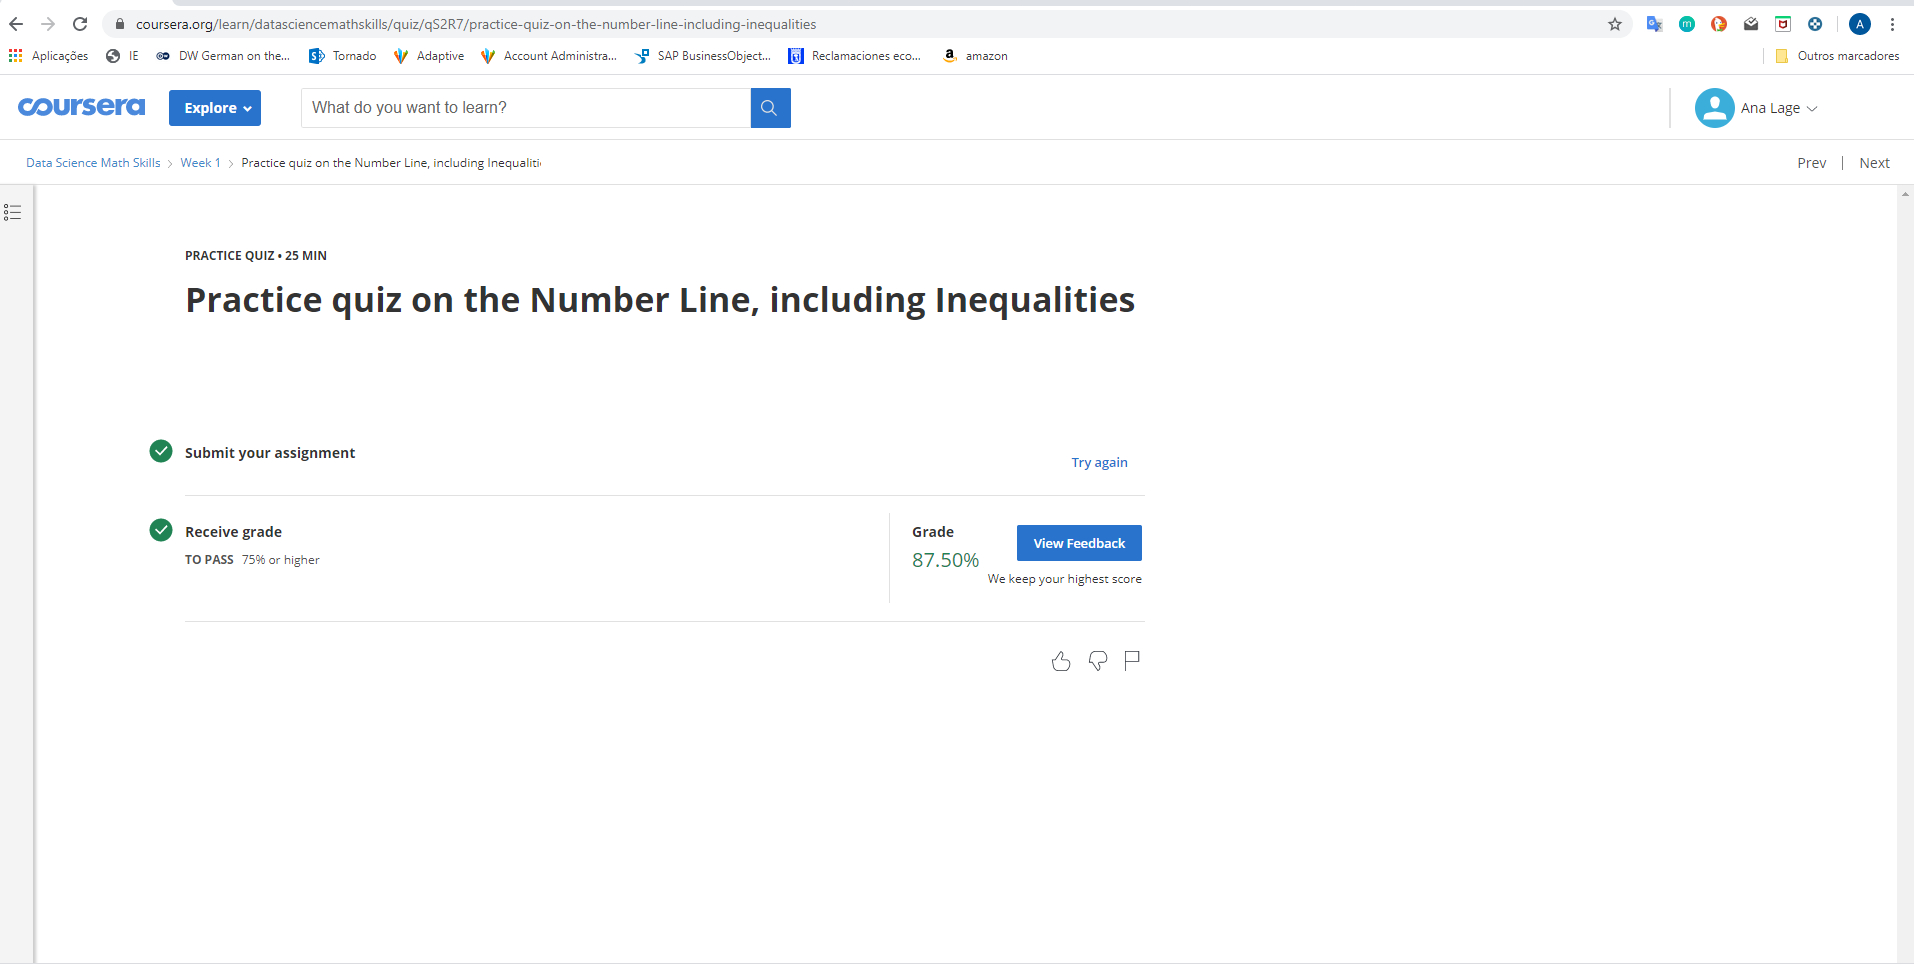 coursera.org/learn/datasciencemathskills/quiz/qS2R7/practice-quiz-on-the-number-line-including-inequalities
A
Aplicações IE DW German on the... Tornado Adaptive Account Administra... SAP BusinessObject... Reclamaciones eco... amazon Outros marcadores
coursera Explore What do you want to learn? Ana Lage
Data Science Math Skills > Week 1 > Practice quiz on the Number Line, including Inequaliti
Prev | Next
PRACTICE QUIZ • 25 MIN
Practice quiz on the Number Line, including Inequalities
Submit your assignment
Try again
Receive grade
TO PASS 75% or higher
Grade
87.50%
View Feedback
We keep your highest score